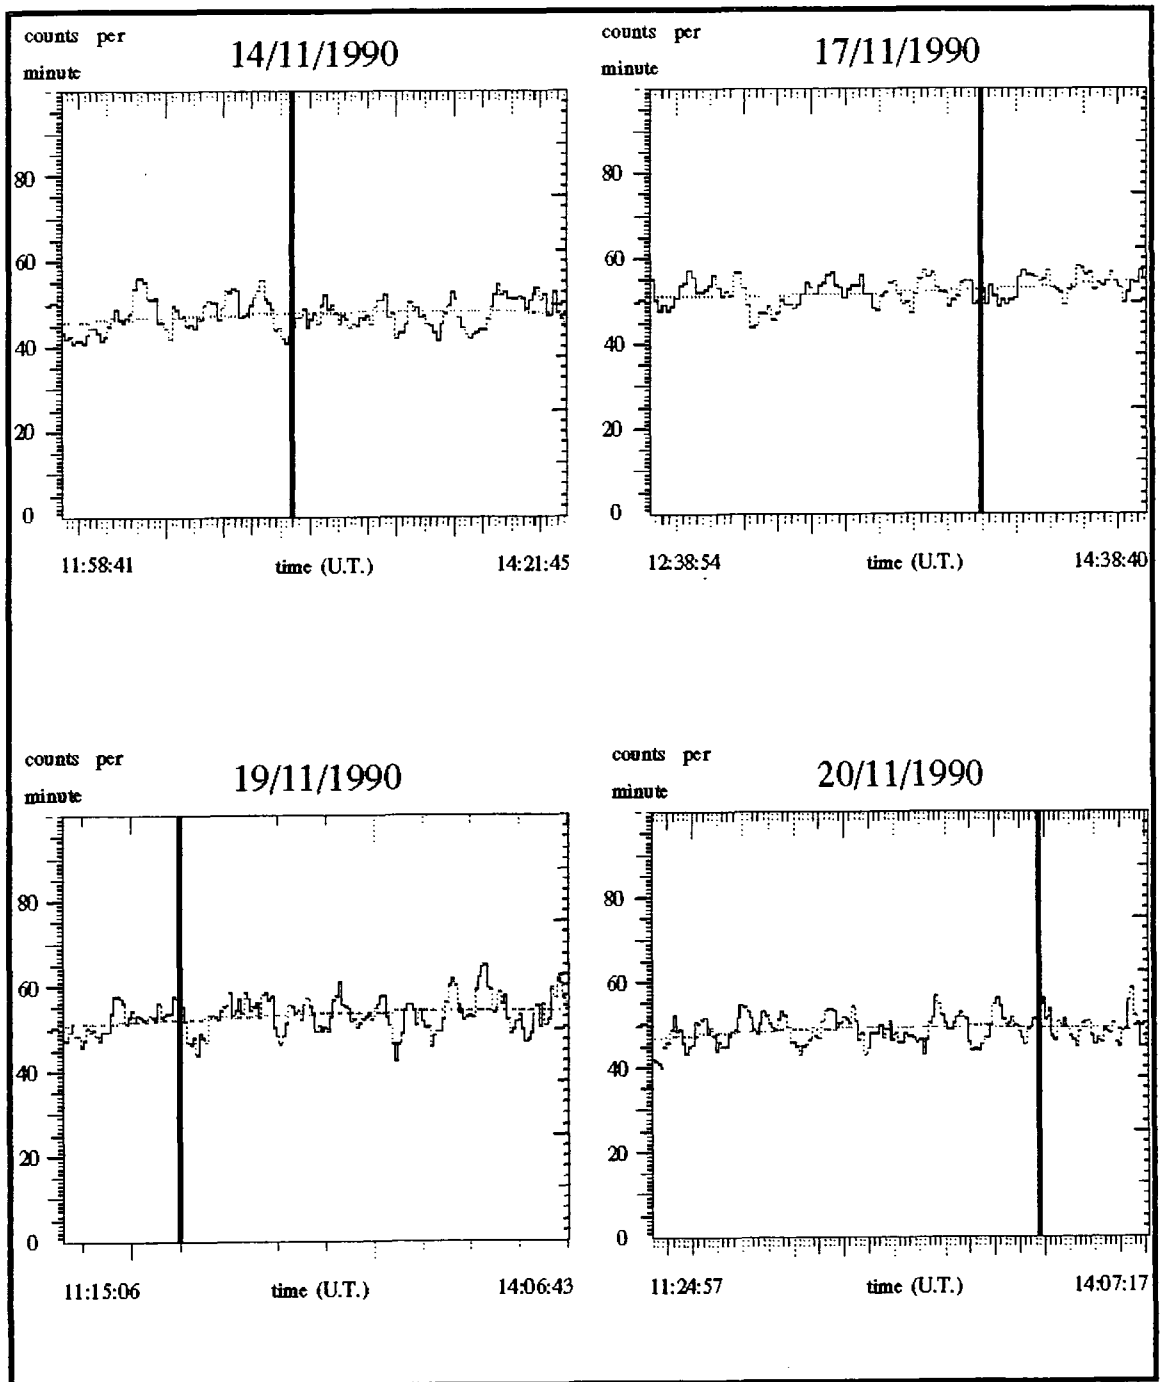 counts per
minute
14/11/1990
80
60
40
20
0
11:58:41 time (U.T.) 14:21:45
counts per
minute
17/11/1990
80
60
40
20
0
12:38:54 time (U.T.) 14:38:40
counts per
minute
19/11/1990
80
60
40
20
0
11:15:06 time (U.T.) 14:06:43
counts per
minute
20/11/1990
80
60
40
20
0
11:24:57 time (U.T.) 14:07:17